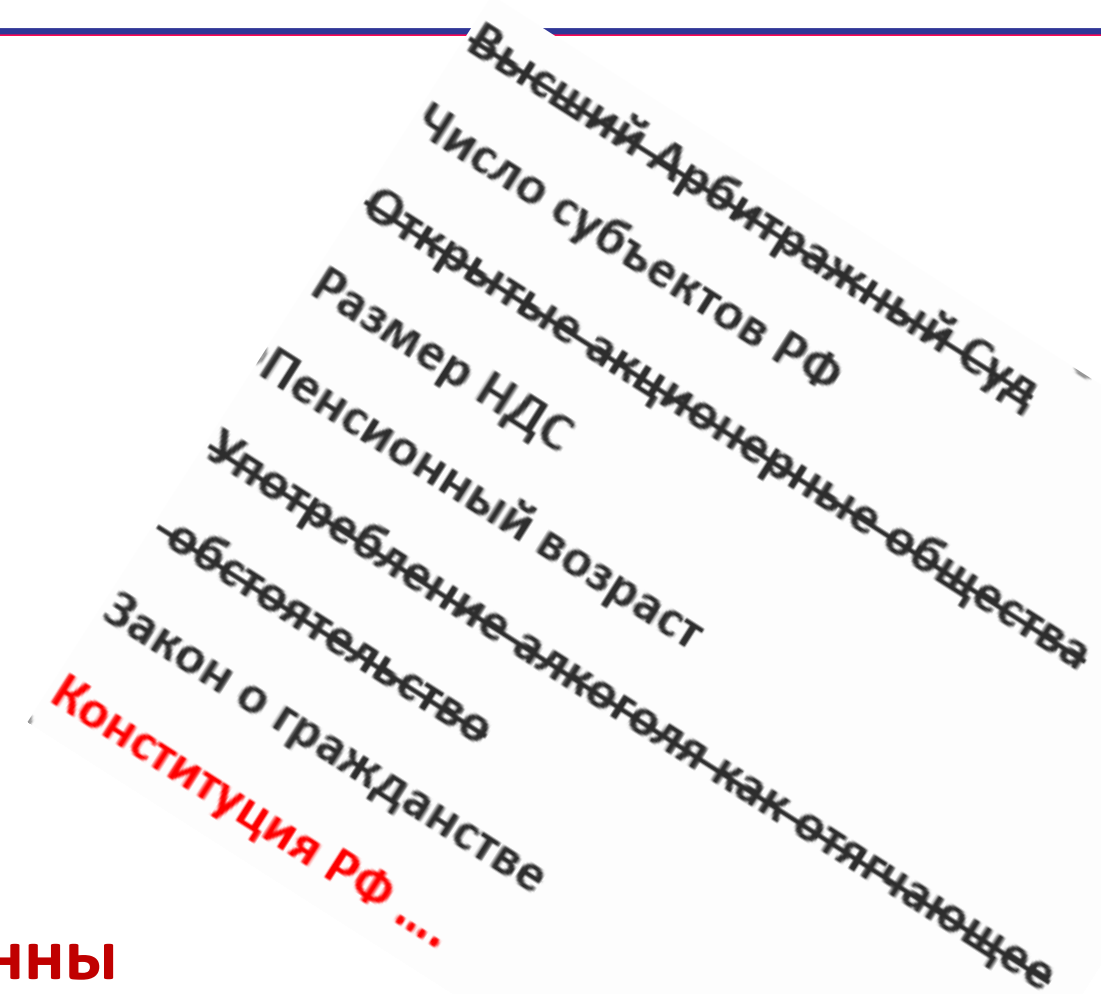 Высший Арбитражный Суд
Число субъектов РФ
Открытые акционерные общества
Размер НДС
Пенсионный возраст
Употребление алкоголя как отягчающее
обстоятельство
Закон о гражданстве
Конституция РФ ....
нны